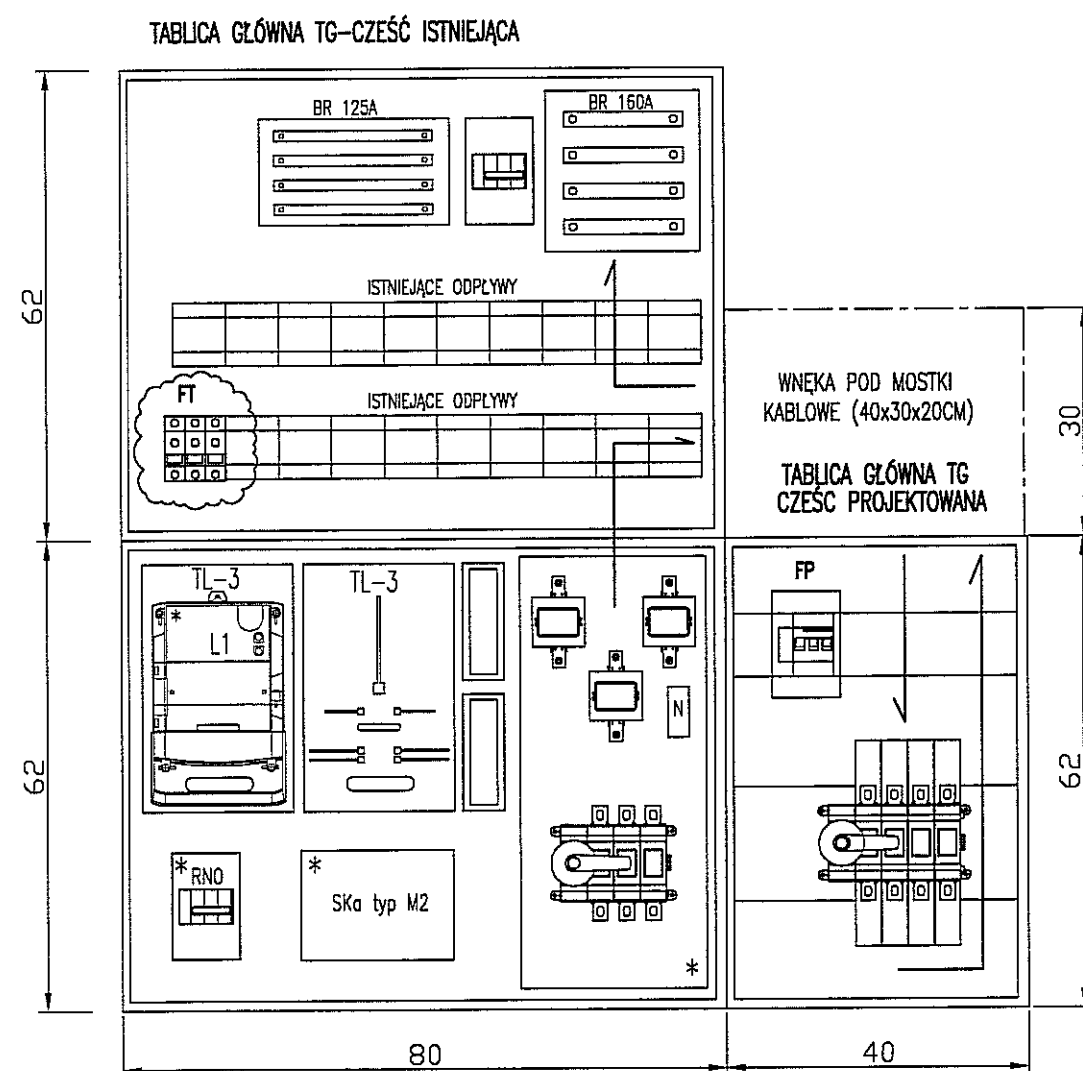 TABLICA GŁÓWNA TG-CZEŚĆ ISTNIEJĄCA
BR 125A
BR 160A
62
ISTNIEJĄCE ODPŁYWY
FT
ISTNIEJĄCE ODPŁYWY
WNĘKA POD MOSTKI
KABLOWE (40x30x20CM)
30
TABLICA GŁÓWNA TG
CZEŚĆ PROJEKTOWANA
TL-3
TL-3
FP
*
L1
N
62
62
*
RNO
*
SKa typ M2
*
80
40